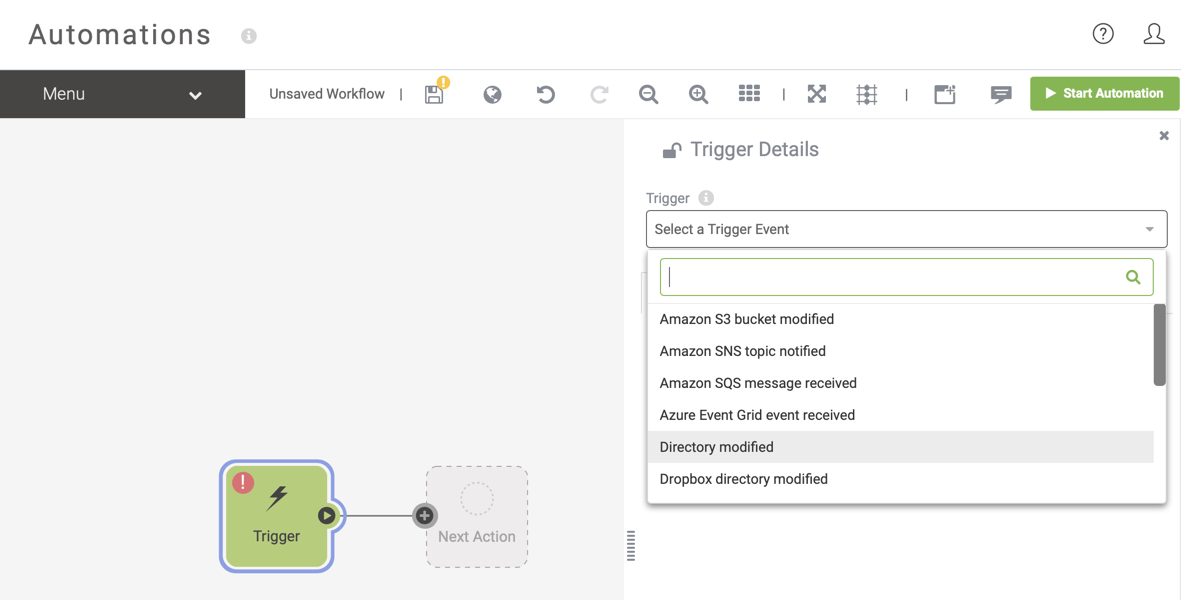 Automations
Menu
Unsaved Workflow
Start Automation
Trigger Details
Trigger
Select a Trigger Event
Amazon S3 bucket modified
Amazon SNS topic notified
Amazon SQS message received
Azure Event Grid event received
Directory modified
Dropbox directory modified
Trigger
Next Action